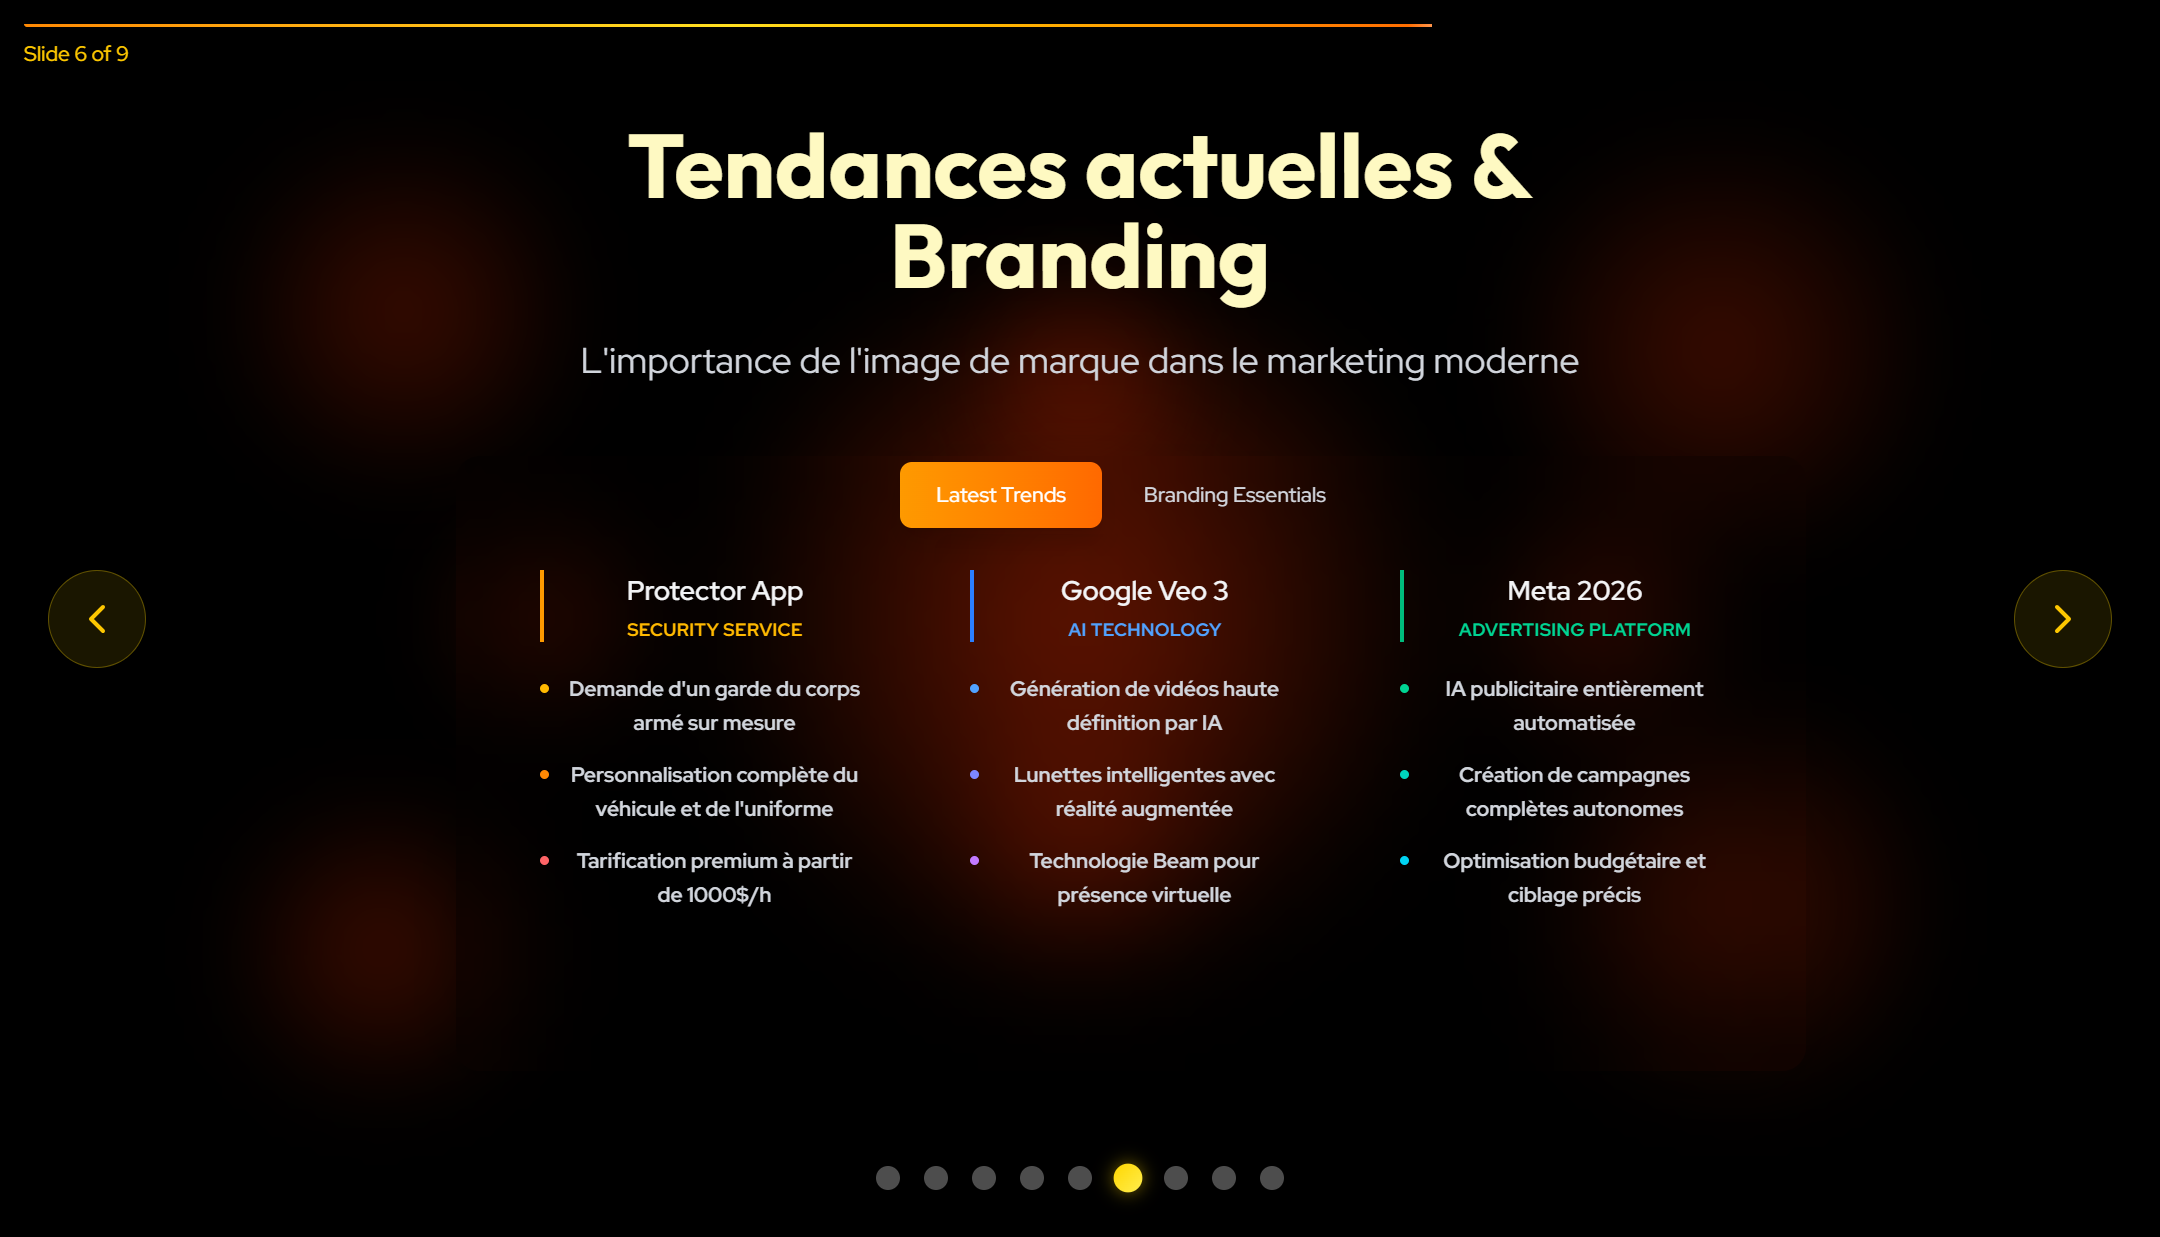 Slide 6 of 9
Tendances actuelles &
Branding
L'importance de l'image de marque dans le marketing moderne
Latest Trends
Branding Essentials
Protector App
SECURITY SERVICE
Demande d'un garde du corps
armé sur mesure
Personnalisation complète du
véhicule et de l'uniforme
Tarification premium à partir
de 1000$/h
Google Veo 3
AI TECHNOLOGY
Génération de vidéos haute
définition par IA
Lunettes intelligentes avec
réalité augmentée
Technologie Beam pour
présence virtuelle
Meta 2026
ADVERTISING PLATFORM
IA publicitaire entièrement
automatisée
Création de campagnes
complètes autonomes
Optimisation budgétaire et
ciblage précis